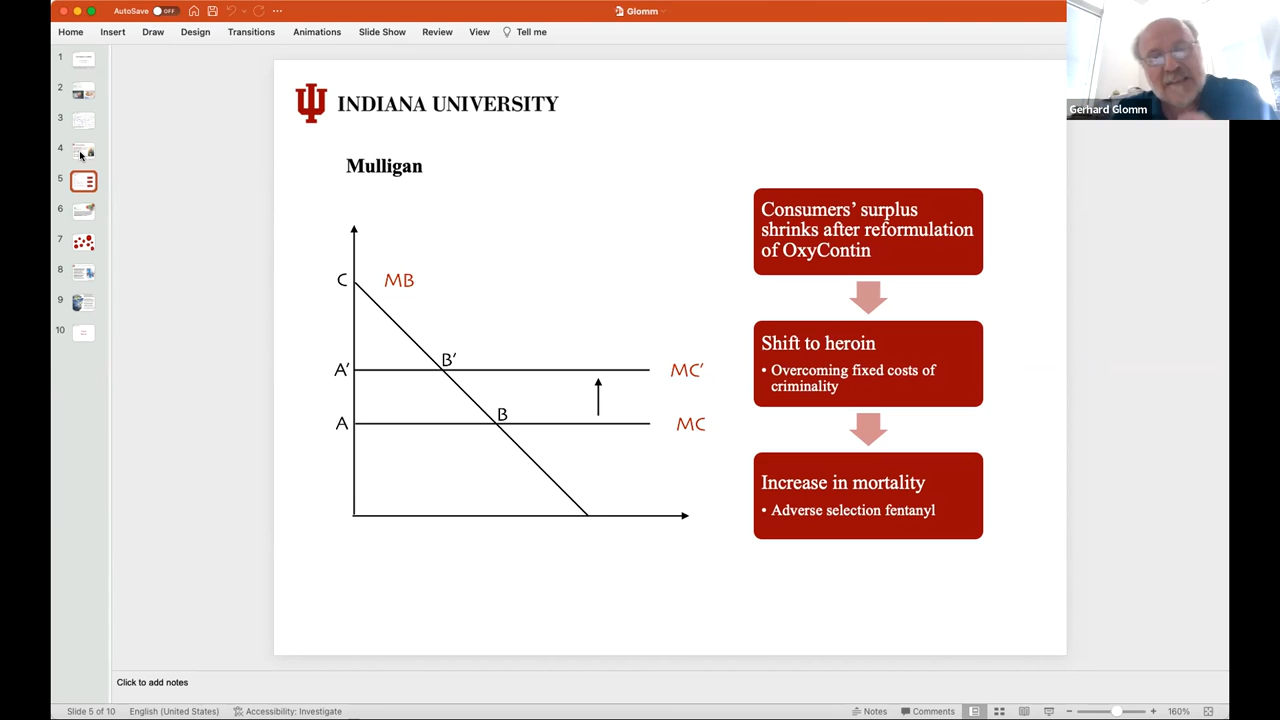 AutoSave OFF
Glomm
Home Insert Draw Design Transitions Animations Slide Show Review View Tell me
Gerhard Glomm
1
2
3
4
5
6
7
8
9
10
INDIANA UNIVERSITY
Mulligan
C
MB
A'
B'
MC'
A
B
MC
Consumers' surplus
shrinks after reformulation
of OxyContin
Shift to heroin
• Overcoming fixed costs of
criminality
Increase in mortality
• Adverse selection fentanyl
Click to add notes
Slide 5 of 10 English (United States) Accessibility: Investigate Notes Comments 160%